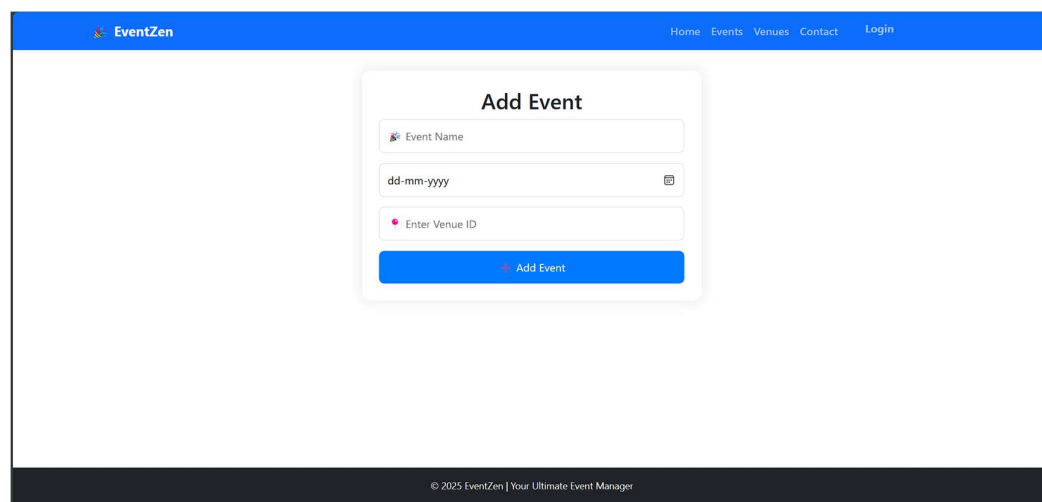 EventZen
Home Events Venues Contact Login
Add Event
Event Name
dd-mm-yyyy
Enter Venue ID
Add Event
© 2025 EventZen | Your Ultimate Event Manager